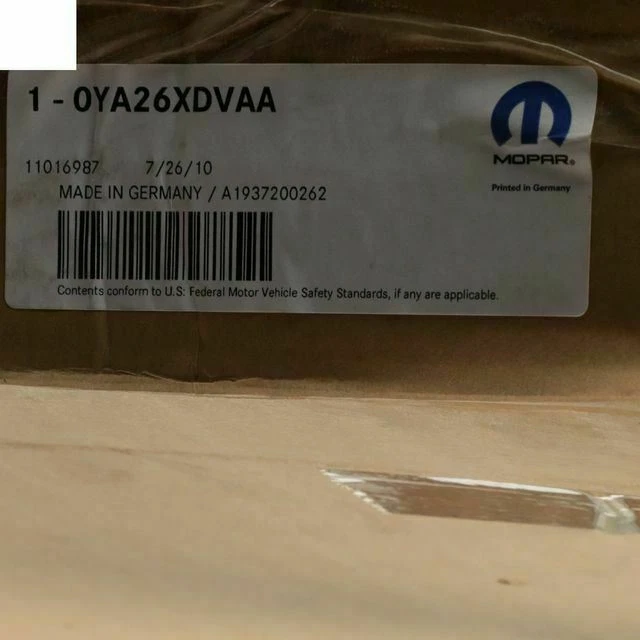 1 - 0YA26XDVAA
MOPAR®
11016987 7/26/10
Printed in Germany
MADE IN GERMANY / A1937200262
Contents conform to U.S. Federal Motor Vehicle Safety Standards, if any are applicable.